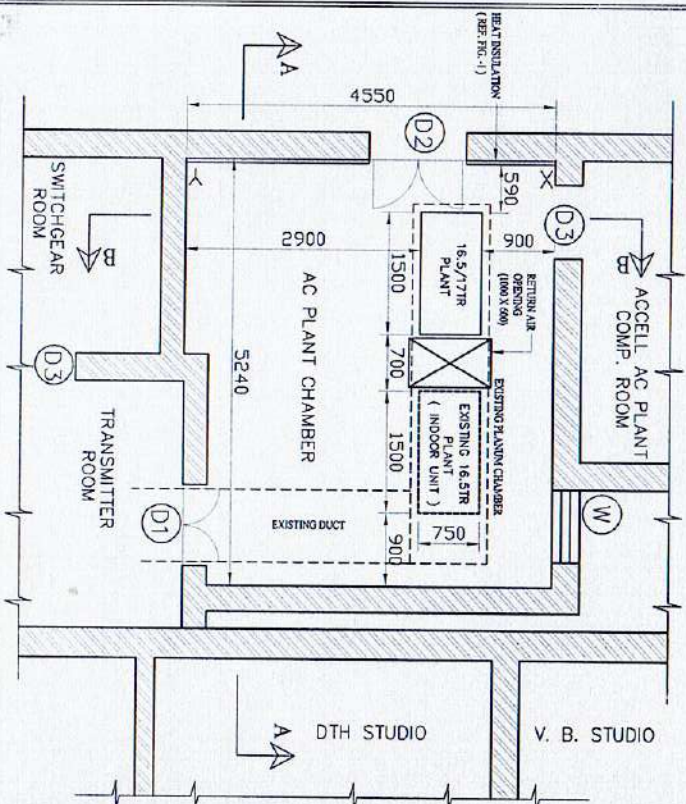 HEAT INSULATION
(REF. FIG.-1)
A
4550
D2
590
X
D3
B
ACCELL AC PLANT
COMP. ROOM
SWITCHGEAR
ROOM
B
Y
2900
900
1500
16.5/17TR
PLANT
RETURN AIR
OPENING
(1000 X 600)
AC PLANT CHAMBER
5240
700
EXISTING PLANUM CHAMBER
EXISTING 16.5TR
PLANT
( INDOOR UNIT )
1500
750
900
D3
TRANSMITTER
ROOM
D1
EXISTING DUCT
W
A
DTH STUDIO
V. B. STUDIO